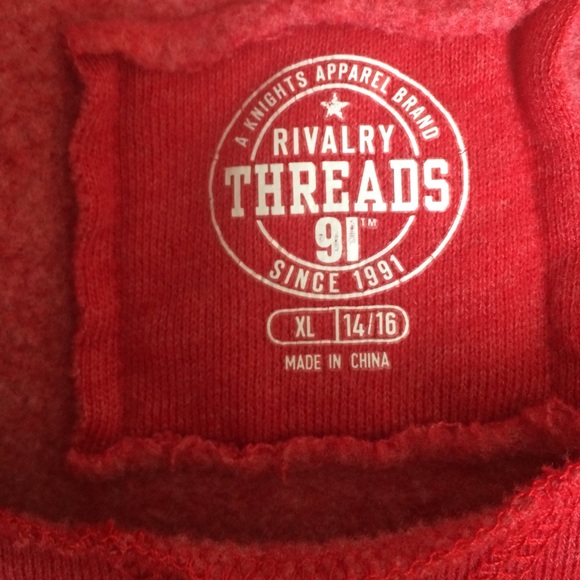 A KNIGHTS APPAREL BRAND
RIVALRY
THREADS
91™
SINCE 1991
XL 14/16
MADE IN CHINA